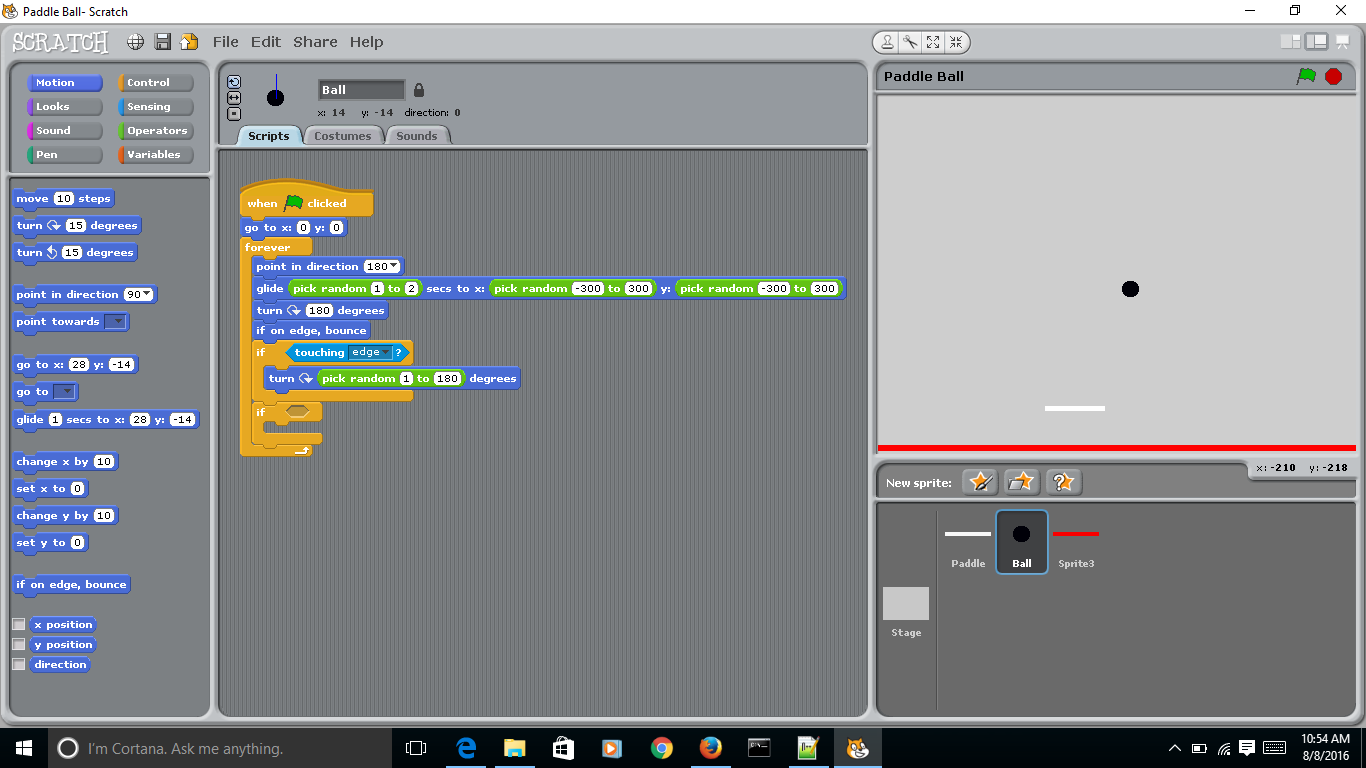 Paddle Ball- Scratch
SCRATCH File Edit Share Help
Motion Control
Looks Sensing
Sound Operators
Pen Variables
move 10 steps
turn 15 degrees
turn 15 degrees
point in direction 90
point towards
go to x: 28 y: -14
go to
glide 1 secs to x: 28 y: -14
change x by 10
set x to 0
change y by 10
set y to 0
if on edge, bounce
x position
y position
direction
Ball
x: 14 y: -14 direction: 0
Scripts Costumes Sounds
when clicked
go to x: 0 y: 0
forever
point in direction 180
glide pick random 1 to 2 secs to x: pick random -300 to 300 y: pick random -300 to 300
turn 180 degrees
if on edge, bounce
if touching edge ?
turn pick random 1 to 180 degrees
if
Paddle Ball
x: -210 y: -218
New sprite:
Paddle Ball Sprite3
Stage
I'm Cortana. Ask me anything.
10:54 AM
8/8/2016